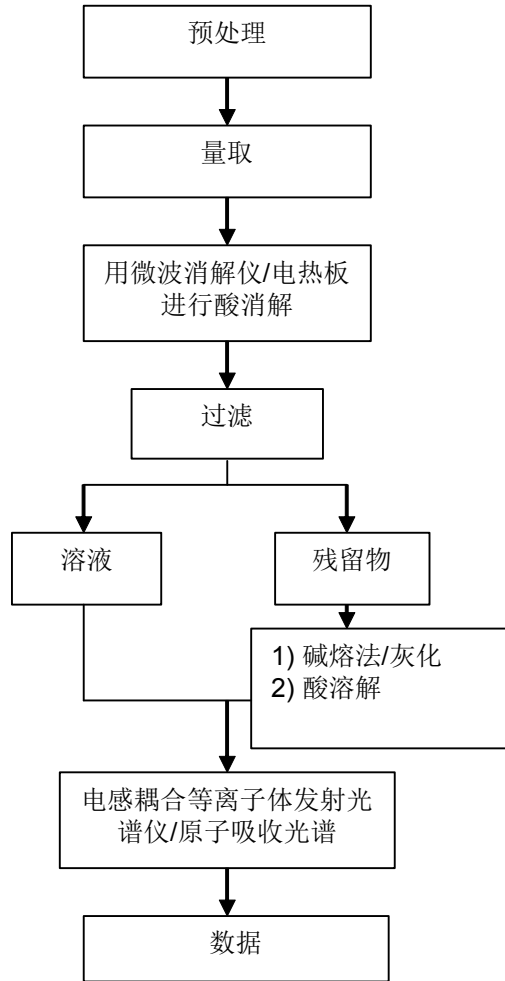 预处理
量取
用微波消解仪/电热板
进行酸消解
过滤
溶液
残留物
1) 碱熔法/灰化
2) 酸溶解
电感耦合等离子体发射光
谱仪/原子吸收光谱
数据